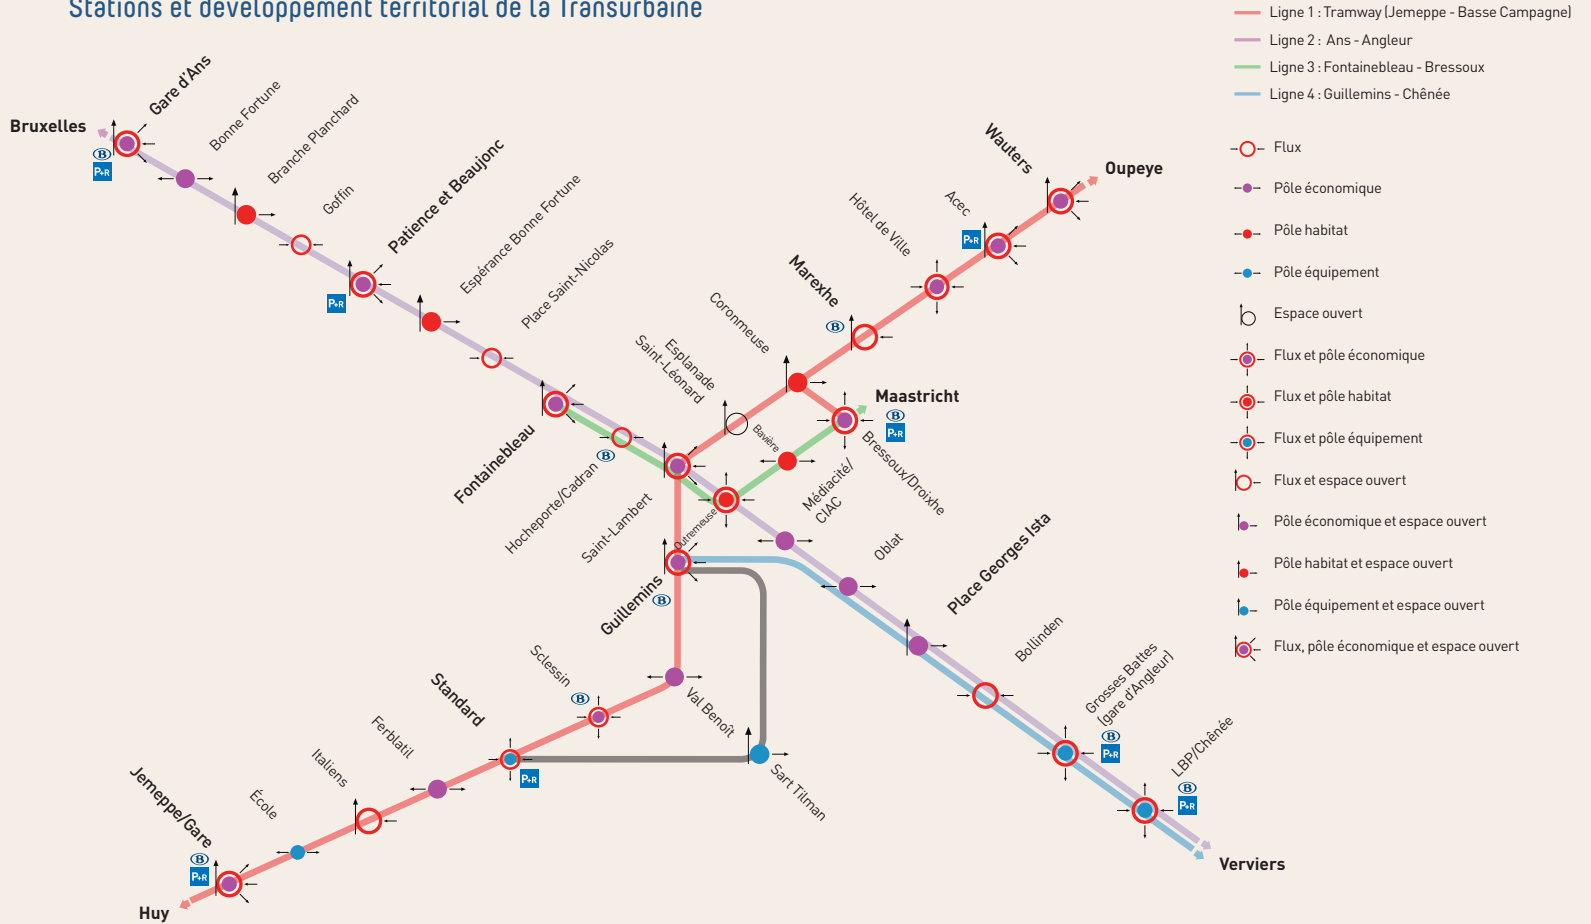 Stations et développement territorial de la Transurbaine
Ligne 1 : Tramway (Jemeppe - Basse Campagne)
Ligne 2 : Ans - Angleur
Ligne 3 : Fontainebleau - Bressoux
Ligne 4 : Guillemins - Chênée
Flux
Pôle économique
Pôle habitat
Pôle équipement
Espace ouvert
Flux et pôle économique
Flux et pôle habitat
Flux et pôle équipement
Flux et espace ouvert
Pôle économique et espace ouvert
Pôle habitat et espace ouvert
Pôle équipement et espace ouvert
Flux, pôle économique et espace ouvert
Bruxelles
Gare d'Ans
B
P+R
Bonne Fortune
Branche Planchard
Goffin
Patience et Beaujonc
P+R
Espérance Bonne Fortune
Place Saint-Nicolas
Fontainebleau
Hocheporte/Cadran
B
Saint-Lambert
Esplanade
Saint-Léonard
Coronmeuse
Marexhe
B
Hôtel de Ville
Acec
P+R
Wauters
Oupeye
Maastricht
B
P+R
Bressoux/Droixhe
Bavière
Outremeuse
Médiacité/
CIAC
Oblat
Place Georges Ista
Bollinden
Grosses Battes
(gare d'Angleur)
B
P+R
LBP/Chênée
B
P+R
Verviers
Guillemins
B
Val Benoît
Sclessin
B
Standard
P+R
Sart Tilman
Ferblatil
Italiens
École
Jemeppe/Gare
B
P+R
Huy